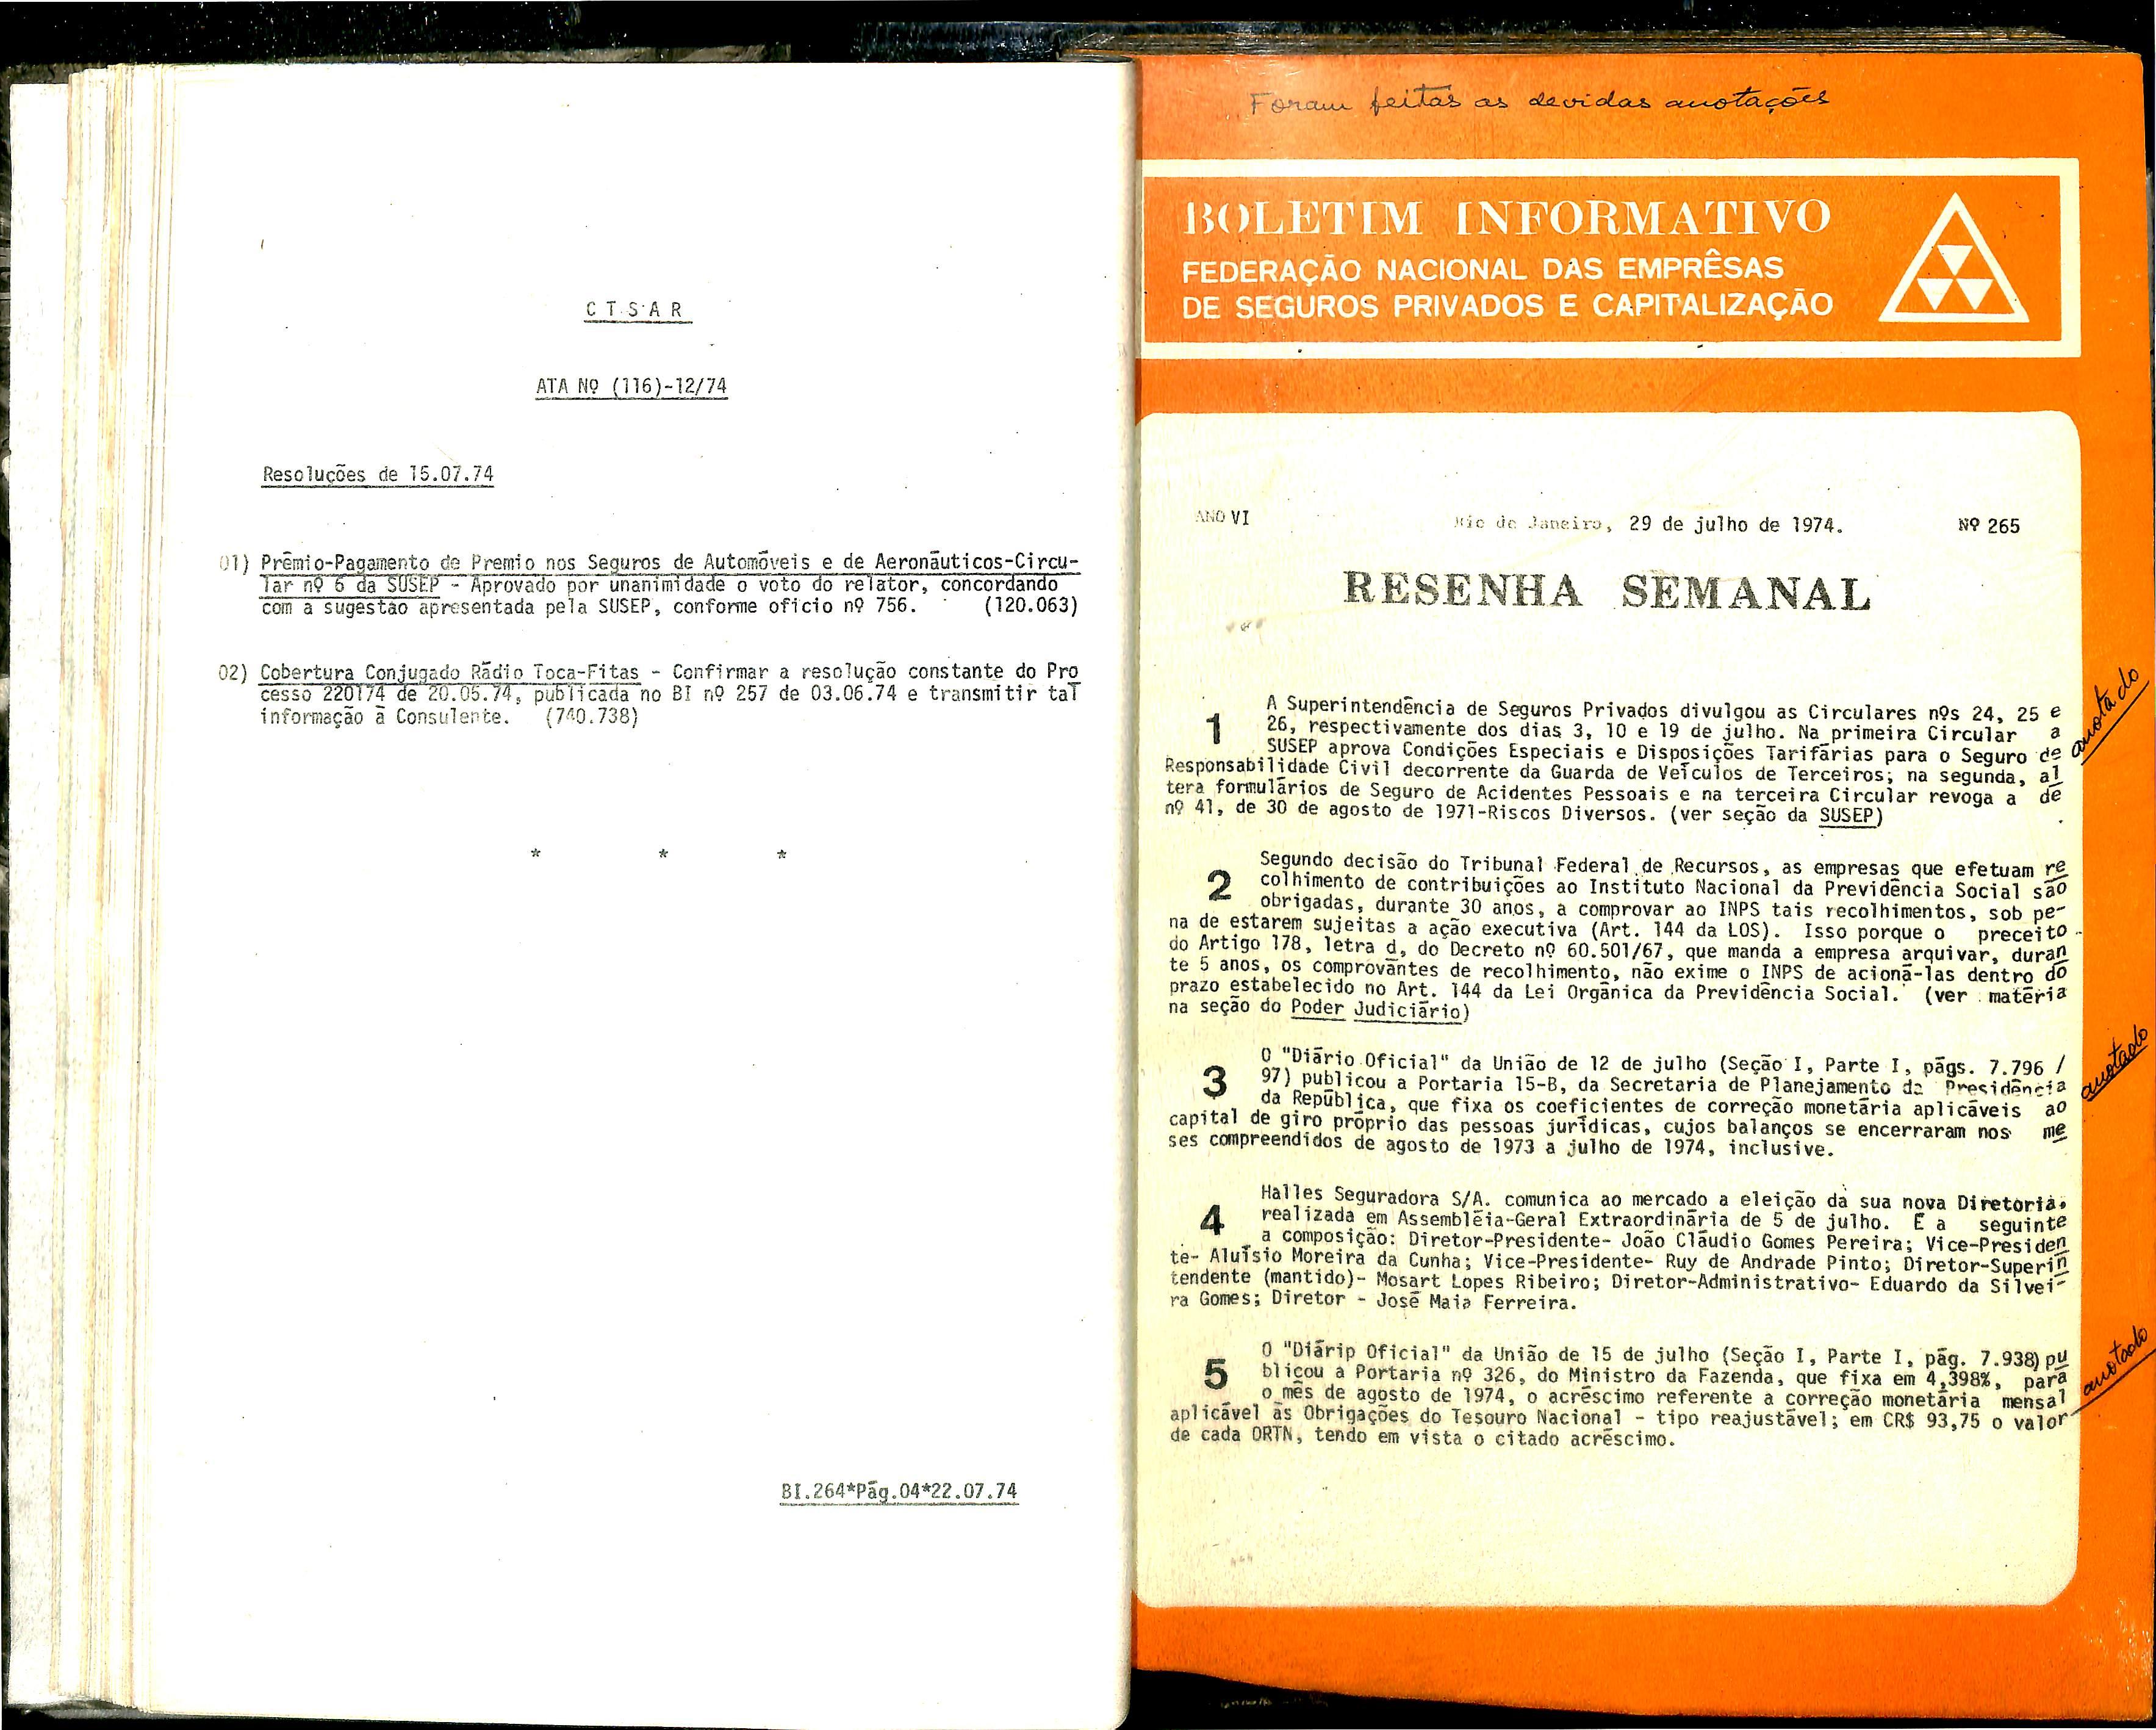 C T S A R
ATA Nº (116)-12/74
Resoluções de 15.07.74
01) Prêmio-Pagamento de Premio nos Seguros de Automóveis e de Aeronáuticos-Circu-
lar nº 6 da SUSEP - Aprovado por unanimidade o voto do relator, concordando
com a sugestão apresentada pela SUSEP, conforme ofício nº 756. (120.063)
02) Cobertura Conjugado Rádio Toca-Fitas - Confirmar a resolução constante do Pro
cesso 220174 de 20.05.74, publicada no BI nº 257 de 03.06.74 e transmitir tal
informação à Consulente. (740.738)
* * *
BI.264*Pág.04*22.07.74
Foram feitas as devidas anotações
BOLETIM INFORMATIVO
FEDERAÇÃO NACIONAL DAS EMPRÊSAS
DE SEGUROS PRIVADOS E CAPITALIZAÇÃO
ANO VI Rio de Janeiro, 29 de julho de 1974. Nº 265
RESENHA SEMANAL
1 A Superintendência de Seguros Privados divulgou as Circulares nºs 24, 25 e
26, respectivamente dos dias 3, 10 e 19 de julho. Na primeira Circular a
SUSEP aprova Condições Especiais e Disposições Tarifárias para o Seguro de
Responsabilidade Civil decorrente da Guarda de Veículos de Terceiros; na segunda, al
tera formulários de Seguro de Acidentes Pessoais e na terceira Circular revoga a de
nº 41, de 30 de agosto de 1971-Riscos Diversos. (ver seção da SUSEP)
anotado
2 Segundo decisão do Tribunal Federal de Recursos, as empresas que efetuam re
colhimento de contribuições ao Instituto Nacional da Previdência Social são
obrigadas, durante 30 anos, a comprovar ao INPS tais recolhimentos, sob pe-
na de estarem sujeitas a ação executiva (Art. 144 da LOS). Isso porque o preceito
do Artigo 178, letra d, do Decreto nº 60.501/67, que manda a empresa arquivar, duran
te 5 anos, os comprovantes de recolhimento, não exime o INPS de acioná-las dentro do
prazo estabelecido no Art. 144 da Lei Orgânica da Previdência Social. (ver matéria
na seção do Poder Judiciário)
3 O "Diário Oficial" da União de 12 de julho (Seção I, Parte I, págs. 7.796 /
97) publicou a Portaria 15-B, da Secretaria de Planejamento da Presidência
da República, que fixa os coeficientes de correção monetária aplicáveis ao
capital de giro próprio das pessoas jurídicas, cujos balanços se encerraram nos me
ses compreendidos de agosto de 1973 a julho de 1974, inclusive.
anotado
4 Halles Seguradora S/A. comunica ao mercado a eleição da sua nova Diretoria,
realizada em Assembléia-Geral Extraordinária de 5 de julho. É a seguinte
a composição: Diretor-Presidente- João Cláudio Gomes Pereira; Vice-Presiden
te- Aluísio Moreira da Cunha; Vice-Presidente- Ruy de Andrade Pinto; Diretor-Superin
tendente (mantido)- Mosart Lopes Ribeiro; Diretor-Administrativo- Eduardo da Silvei-
ra Gomes; Diretor - José Maia Ferreira.
5 O "Diárip Oficial" da União de 15 de julho (Seção I, Parte I, pág. 7.938) pu
blicou a Portaria nº 326, do Ministro da Fazenda, que fixa em 4,398%, para
o mês de agosto de 1974, o acréscimo referente a correção monetária mensal
aplicável às Obrigações do Tesouro Nacional - tipo reajustável; em CR$ 93,75 o valor
de cada ORTN, tendo em vista o citado acréscimo.
anotado